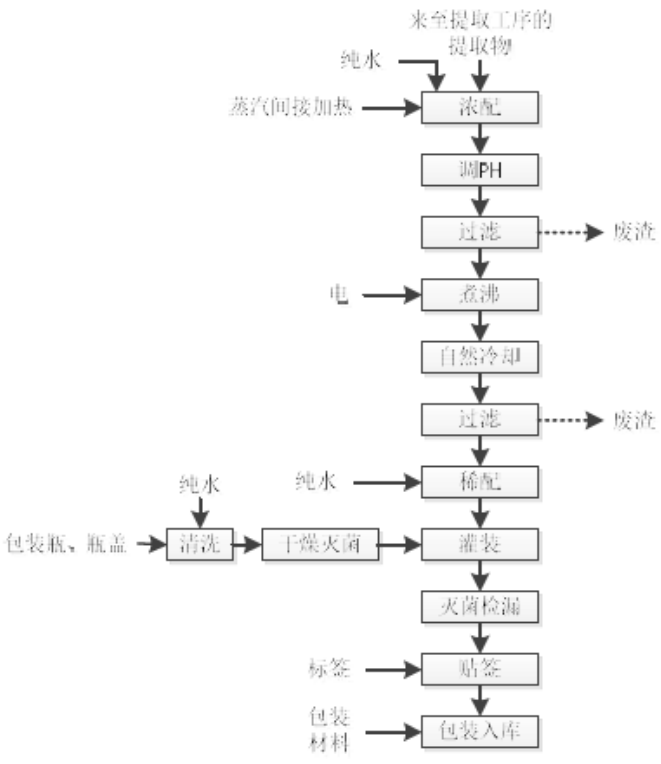 来至提取工序的
提取物
纯水
蒸汽间接加热
浓配
调PH
过滤
废渣
电
煮沸
自然冷却
过滤
废渣
纯水
纯水
稀配
包装瓶、瓶盖
清洗
干燥灭菌
灌装
灭菌检漏
标签
贴签
包装
材料
包装入库